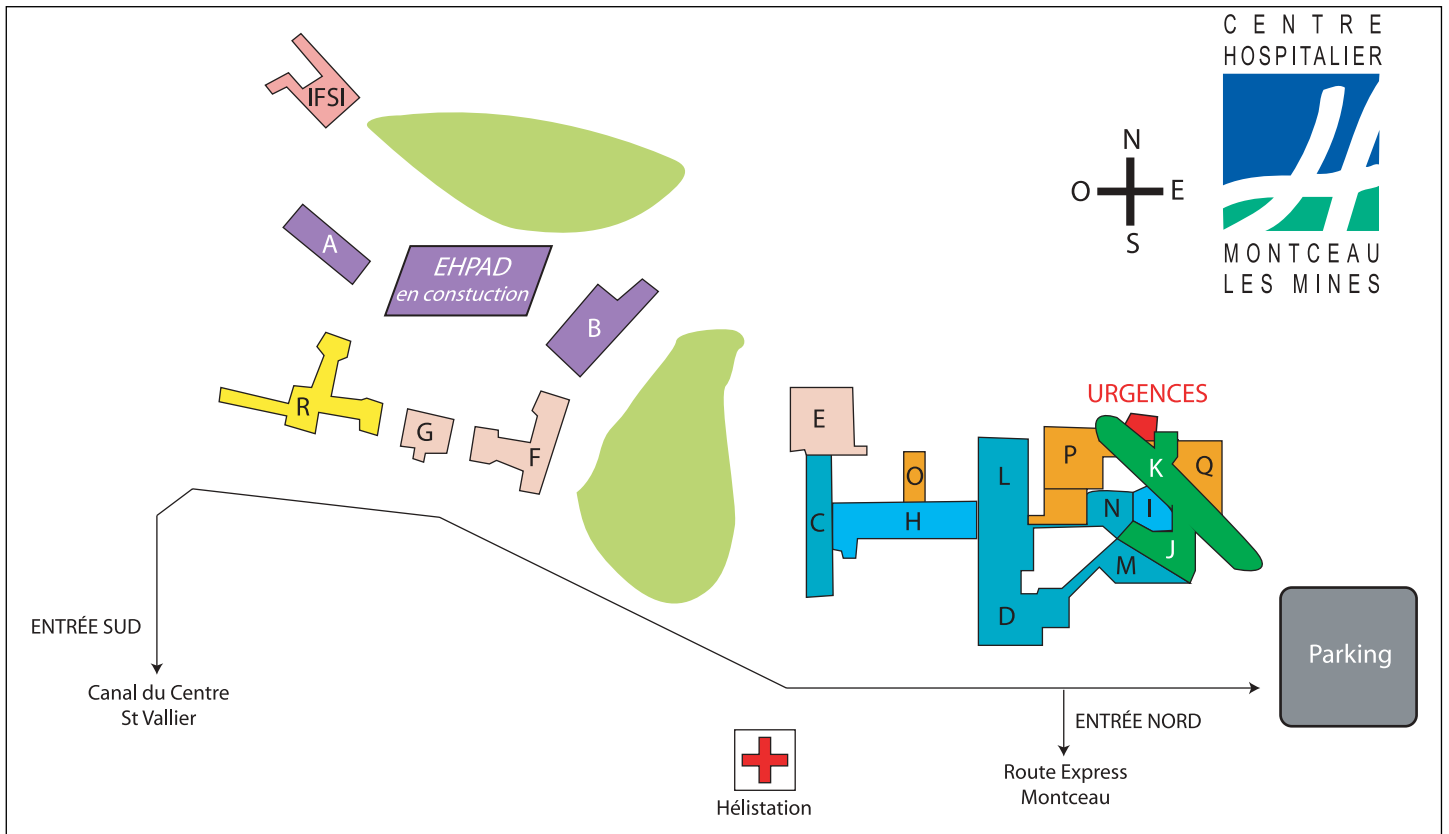 CENTRE
HOSPITALIER
MONTCEAU
LES MINES
N
O
E
S
IFSI
A
EHPAD
en constuction
B
R
G
F
E
C
O
H
L
D
URGENCES
P
K
Q
N
I
J
M
Parking
ENTRÉE SUD
Canal du Centre
St Vallier
ENTRÉE NORD
Route Express
Montceau
Hélistation